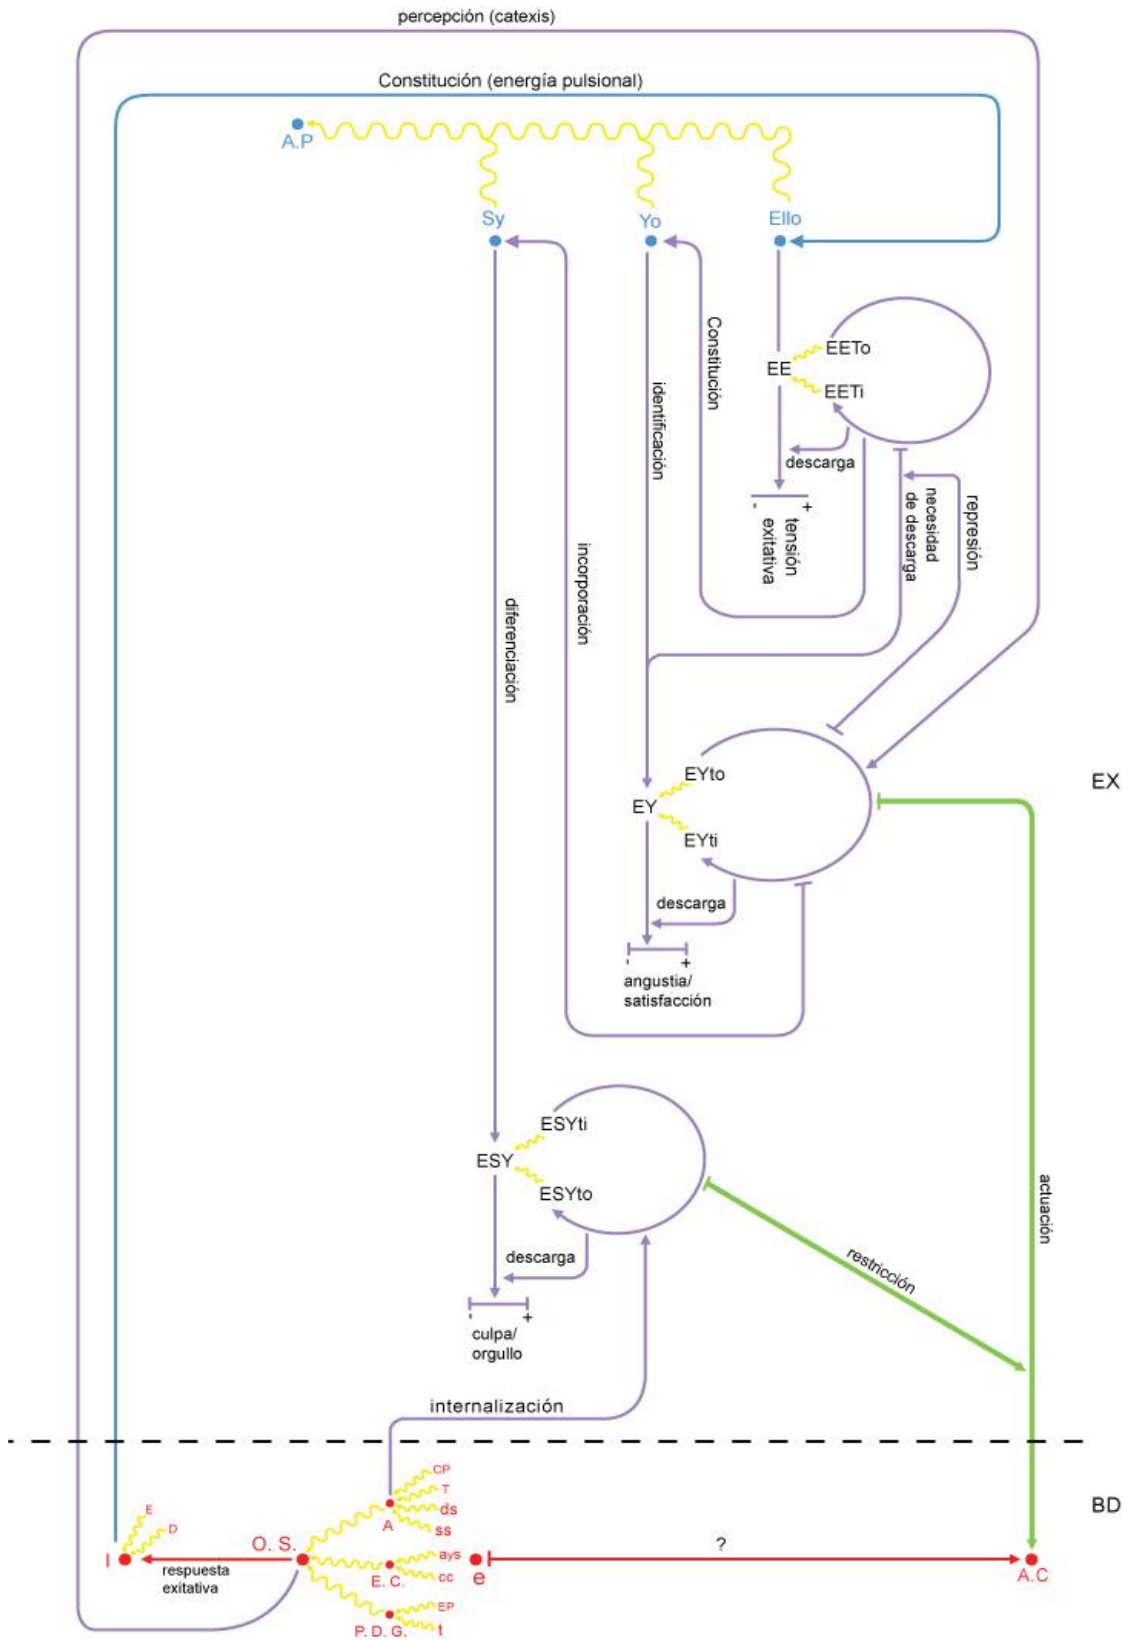 percepción (catexis)
Constitución (energía pulsional)
A.P
Sy
Yo
Ello
EETo
EE
EETi
Constitución
identificación
descarga
necesidad
de descarga
represión
- +
tensión
exitativa
incorporación
diferenciación
EYto
EY
EYti
EX
descarga
- +
angustia/
satisfacción
ESYti
ESY
ESYto
actuación
restricción
descarga
- +
culpa/
orgullo
internalización
CP
T
ds
ss
A
BD
E
D
O. S.
I
respuesta
exitativa
ays
cc
E. C.
e
?
A.C
EP
t
P. D. G.